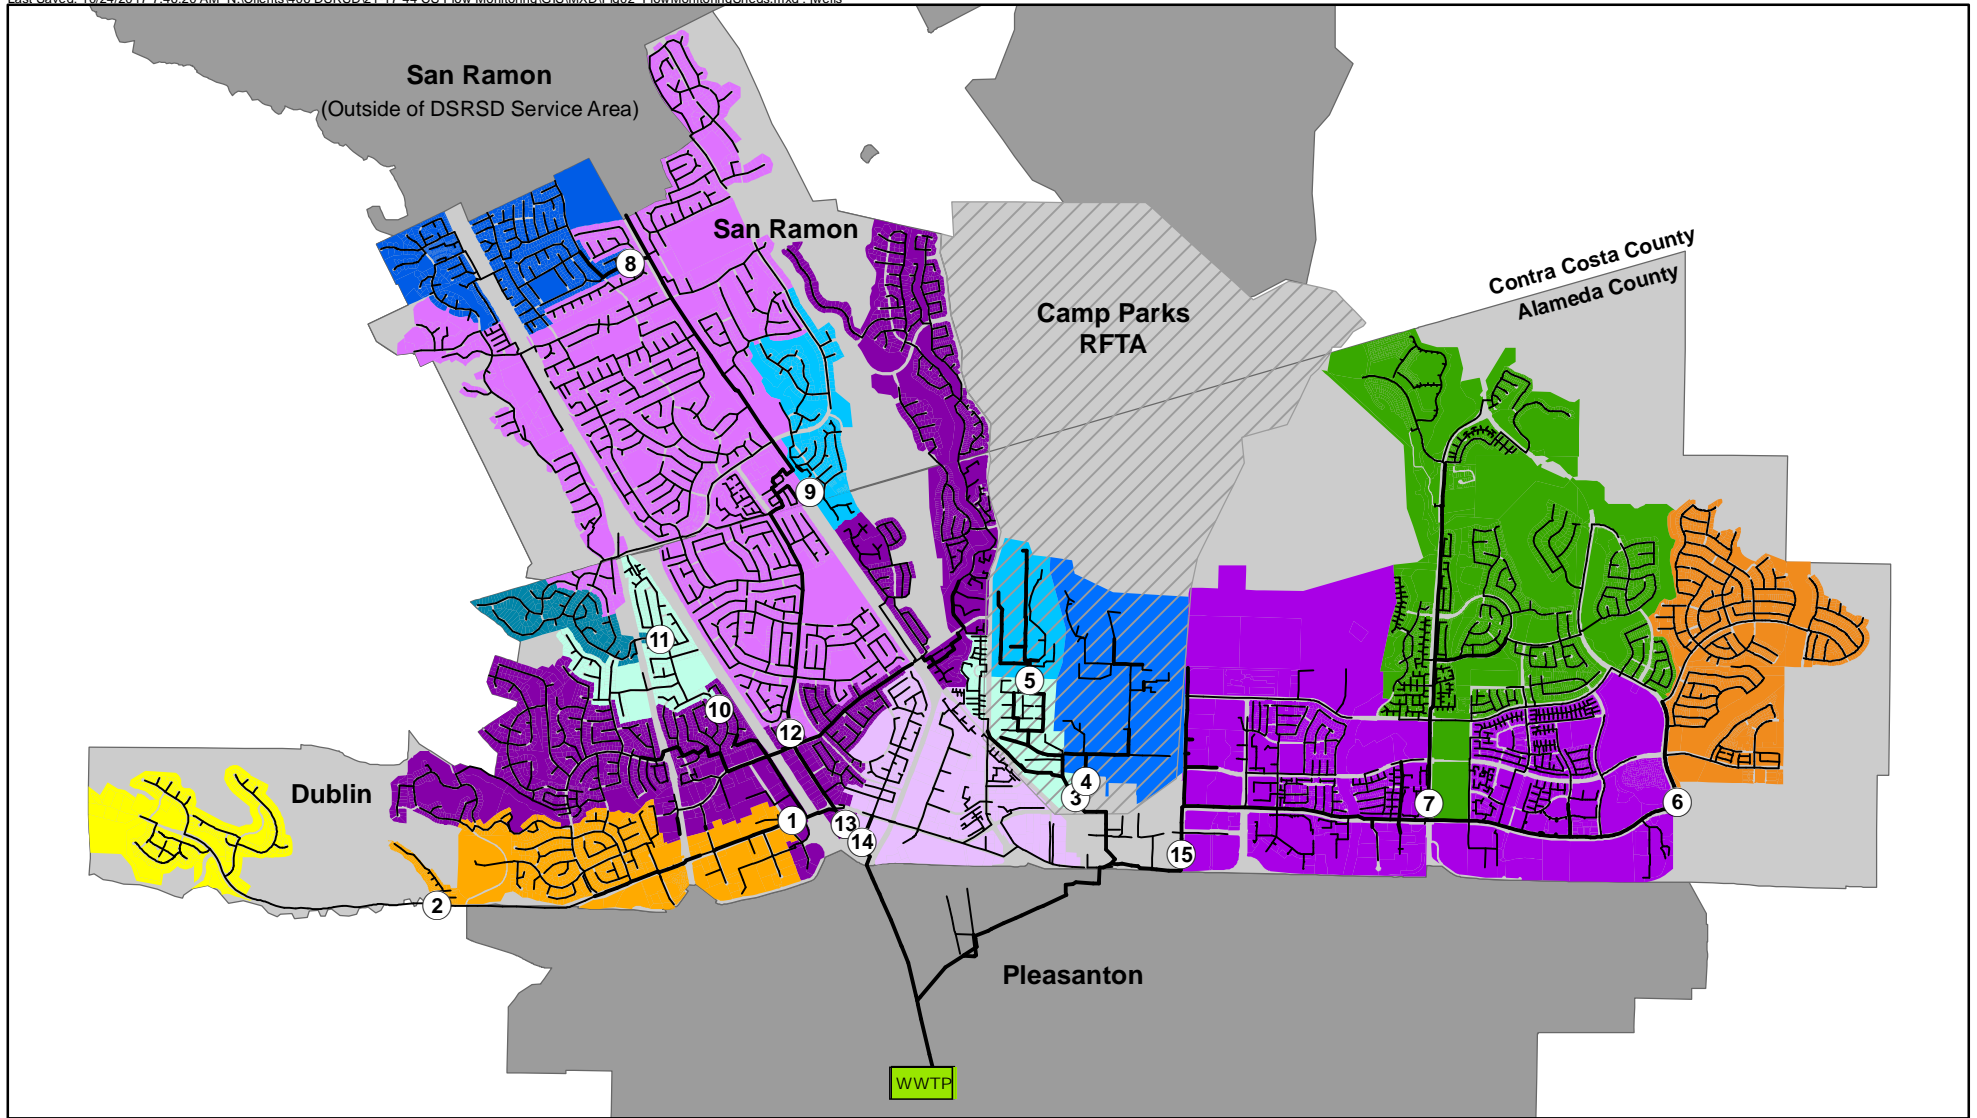 San Ramon
(Outside of DSRSD Service Area)
San Ramon
Contra Costa County
Alameda County
8
Camp Parks
RFTA
9
11
5
10
12
4
3
Dublin
7
6
1
13
14
15
2
Pleasanton
WWTP